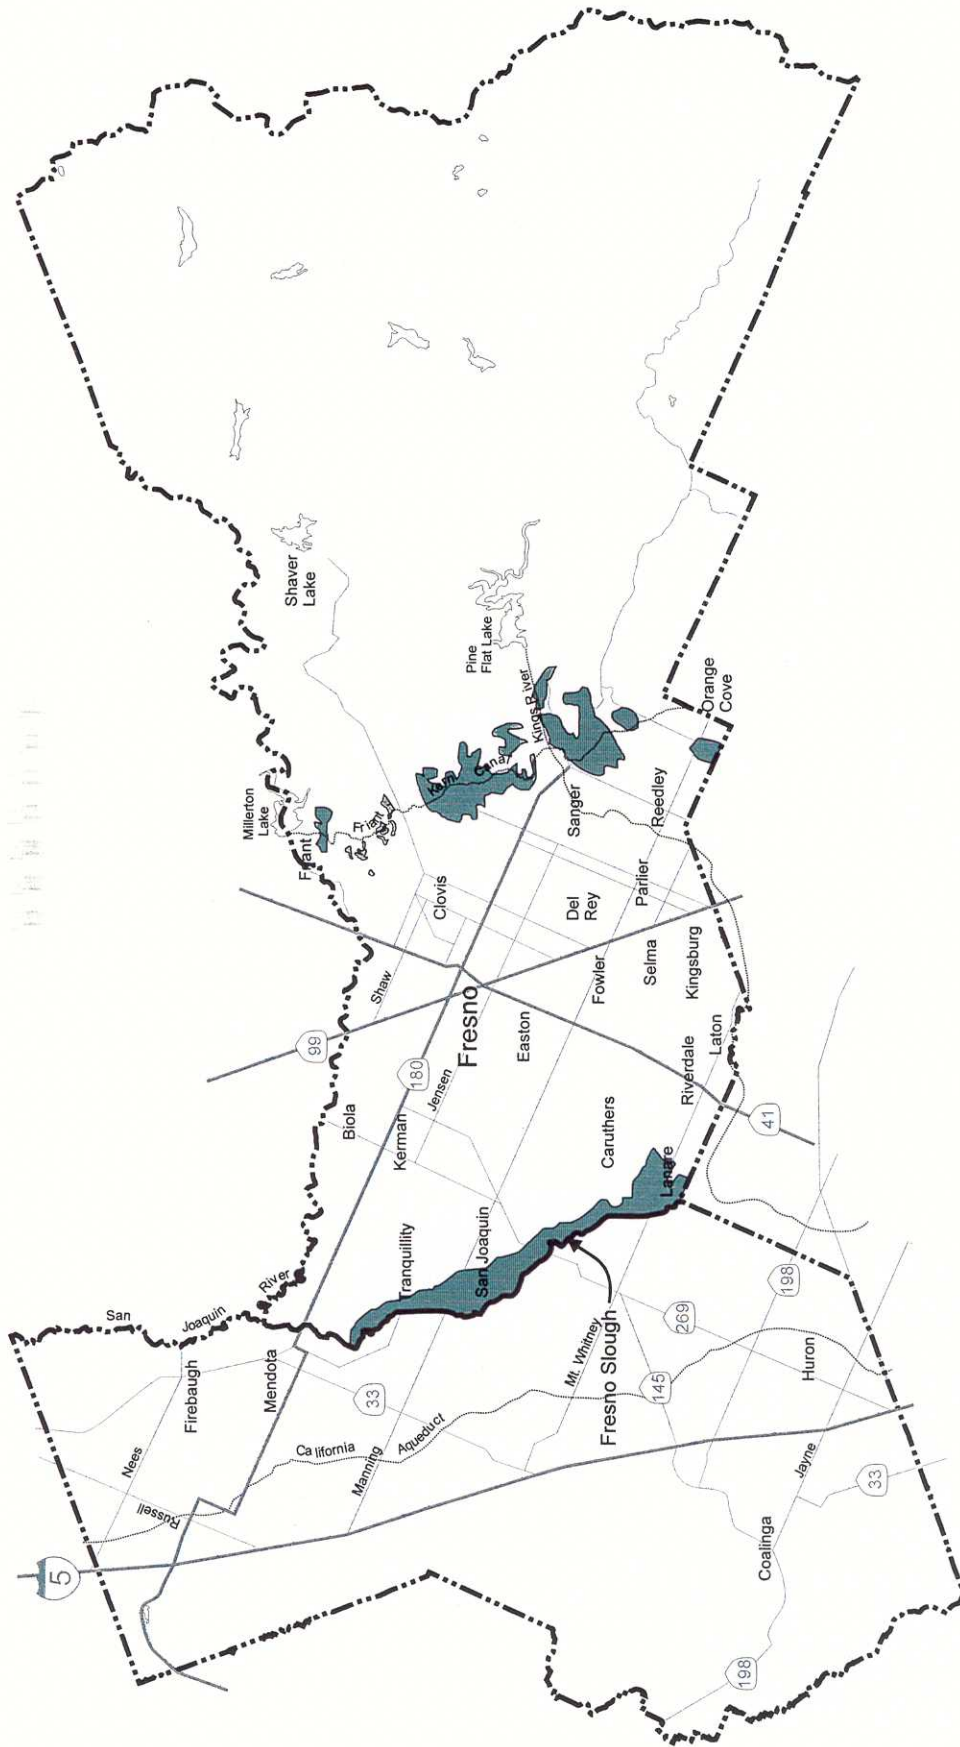 San
Joaquin
River
Millerton
Lake
Shaver
Lake
Friant
Friant
Kern
Canal
Pine
Flat Lake
Kings River
Orange
Cove
5
Nees
Russell
Firebaugh
Mendota
33
California
Aqueduct
Manning
Tranquillity
San Joaquin
Biola
Kerman
180
Jensen
99
Shaw
Clovis
Fresno
Easton
Fowler
Del
Rey
Sanger
Parlier
Reedley
Selma
Kingsburg
Laton
Riverdale
Caruthers
Lanare
41
Mt. Whitney
Fresno Slough
145
269
198
Huron
Jayne
33
Coalinga
198